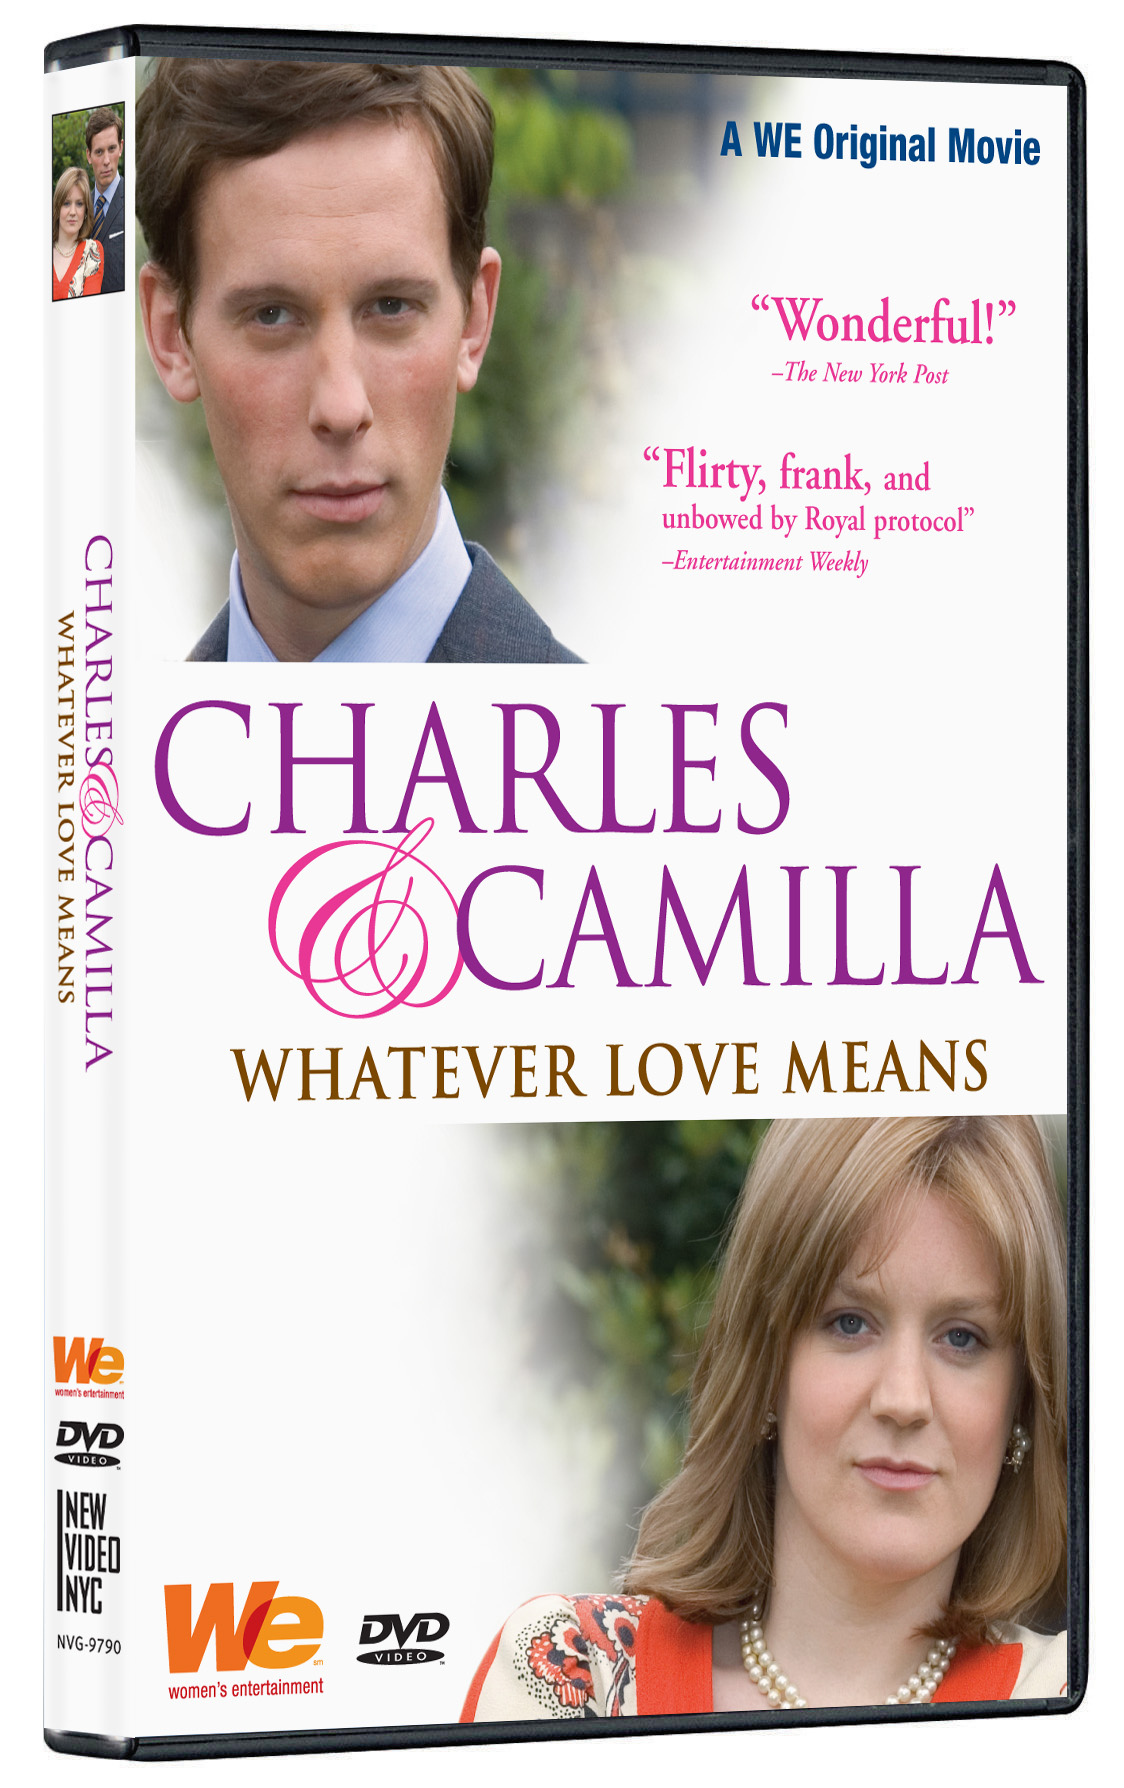 A WE Original Movie
“Wonderful!”
–The New York Post
“Flirty, frank, and
unbowed by Royal protocol”
–Entertainment Weekly
CHARLES
& CAMILLA
WHATEVER LOVE MEANS
We
sm
women's entertainment
DVD
VIDEO
TM
CHARLES & CAMILLA
WHATEVER LOVE MEANS
We
women's entertainment
DVD
VIDEO
NEW
VIDEO
NYC
NVG-9790